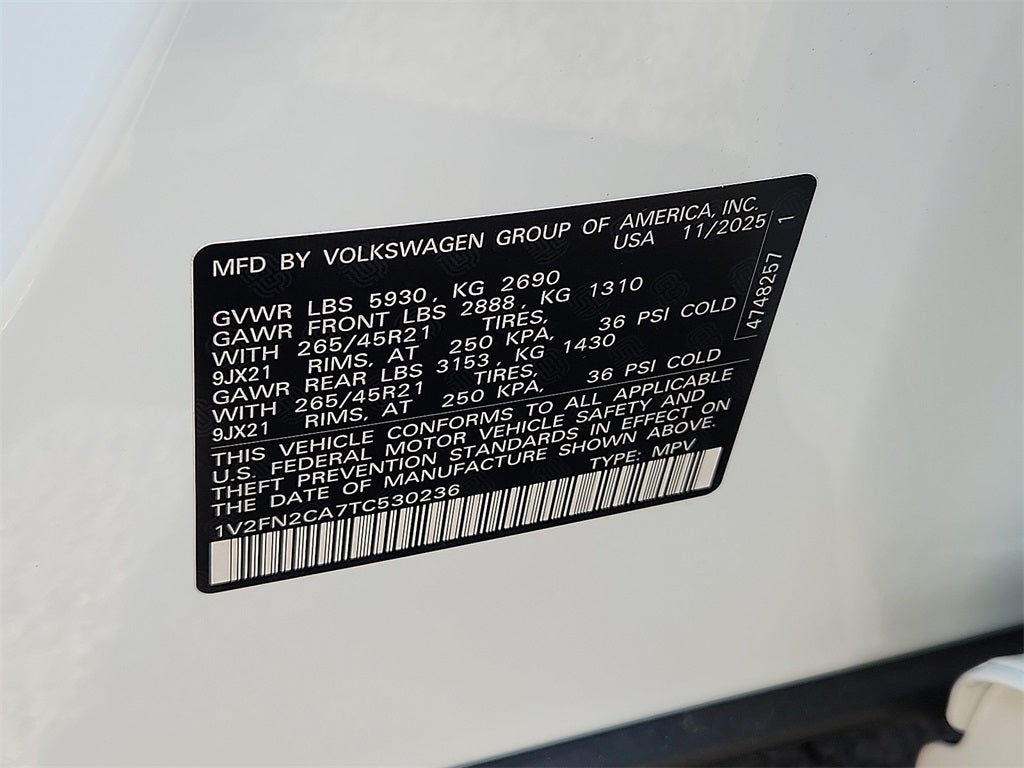 MFD BY VOLKSWAGEN GROUP OF AMERICA, INC.
USA 11/2025
GVWR LBS 5930, KG 2690
GAWR FRONT LBS 2888, KG 1310
WITH 265/45R21 TIRES,
9JX21 RIMS, AT 250 KPA, 36 PSI COLD
GAWR REAR LBS 3153, KG 1430
WITH 265/45R21 TIRES,
9JX21 RIMS, AT 250 KPA, 36 PSI COLD
THIS VEHICLE CONFORMS TO ALL APPLICABLE
U.S. FEDERAL MOTOR VEHICLE SAFETY AND
THEFT PREVENTION STANDARDS IN EFFECT ON
THE DATE OF MANUFACTURE SHOWN ABOVE.
1V2FN2CA7TC530236 TYPE: MPV
4748257 1